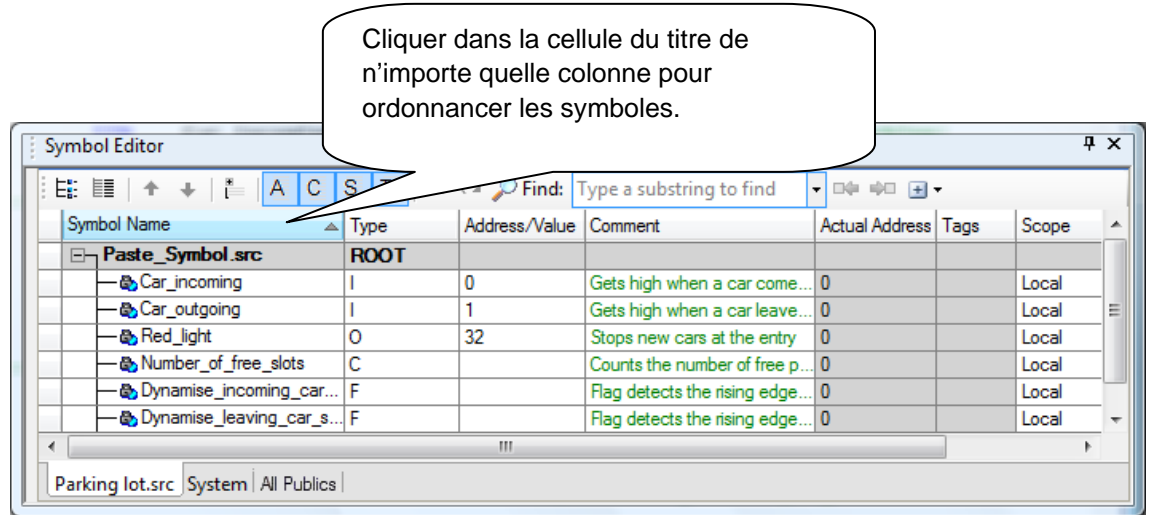 Cliquer dans la cellule du titre de
n’importe quelle colonne pour
ordonnancer les symboles.
Symbol Editor
A C S Find: Type a substring to find
Symbol Name Type Address/Value Comment Actual Address Tags Scope
Paste_Symbol.src ROOT
Car_incoming I 0 Gets high when a car come... 0 Local
Car_outgoing I 1 Gets high when a car leave... 0 Local
Red_light O 32 Stops new cars at the entry 0 Local
Number_of_free_slots C Counts the number of free p... 0 Local
Dynamise_incoming_car... F Flag detects the rising edge... 0 Local
Dynamise_leaving_car_s... F Flag detects the rising edge... 0 Local
Parking lot.src System All Publics